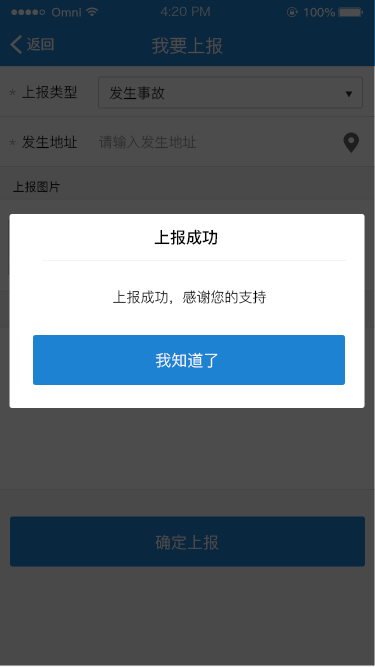 Omni 4:20 PM 100%
返回 我要上报
* 上报类型 发生事故
* 发生地址 请输入发生地址
上报图片
上报成功
上报成功，感谢您的支持
我知道了
确定上报